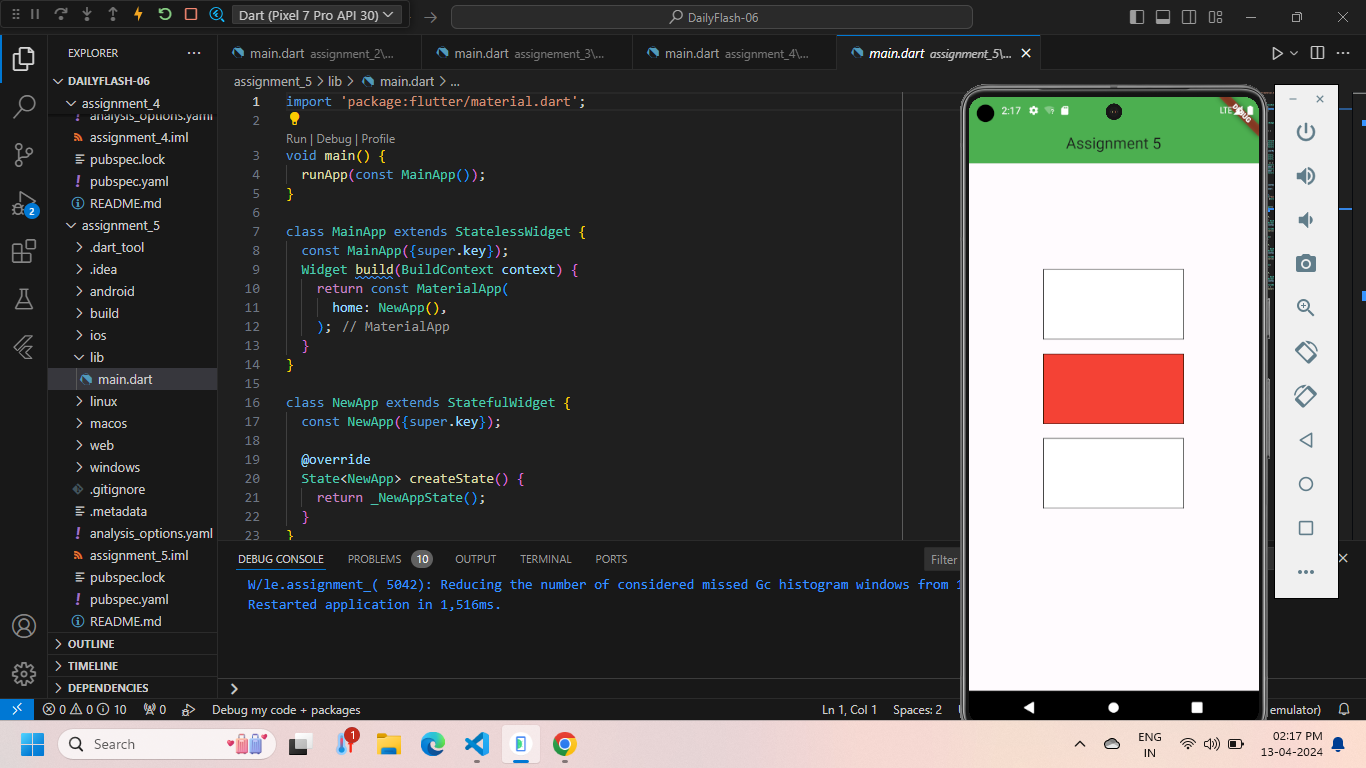 Dart (Pixel 7 Pro API 30)
DailyFlash-06
EXPLORER
DAILYFLASH-06
assignment_4
analysis_options.yaml
assignment_4.iml
pubspec.lock
pubspec.yaml
README.md
assignment_5
.dart_tool
.idea
android
build
ios
lib
main.dart
linux
macos
web
windows
.gitignore
.metadata
analysis_options.yaml
assignment_5.iml
pubspec.lock
pubspec.yaml
README.md
OUTLINE
TIMELINE
DEPENDENCIES
2
main.dart assignment_2\...
main.dart assignement_3\...
main.dart assignment_4\...
main.dart assignment_5\...
assignment_5 > lib > main.dart > ...
1 import 'package:flutter/material.dart';
2
Run | Debug | Profile
3 void main() {
4 runApp(const MainApp());
5 }
6
7 class MainApp extends StatelessWidget {
8 const MainApp({super.key});
9 Widget build(BuildContext context) {
10 return const MaterialApp(
11 home: NewApp(),
12 ); // MaterialApp
13 }
14 }
15
16 class NewApp extends StatefulWidget {
17 const NewApp({super.key});
18
19 @override
20 State<NewApp> createState() {
21 return _NewAppState();
22 }
23 }
DEBUG CONSOLE PROBLEMS 10 OUTPUT TERMINAL PORTS Filter
W/le.assignment_( 5042): Reducing the number of considered missed Gc histogram windows from
Restarted application in 1,516ms.
2:17 LTE
DEBUG
Assignment 5
0 0 10 0 Debug my code + packages Ln 1, Col 1 Spaces: 2 emulator)
Search
1
ENG
IN
02:17 PM
13-04-2024